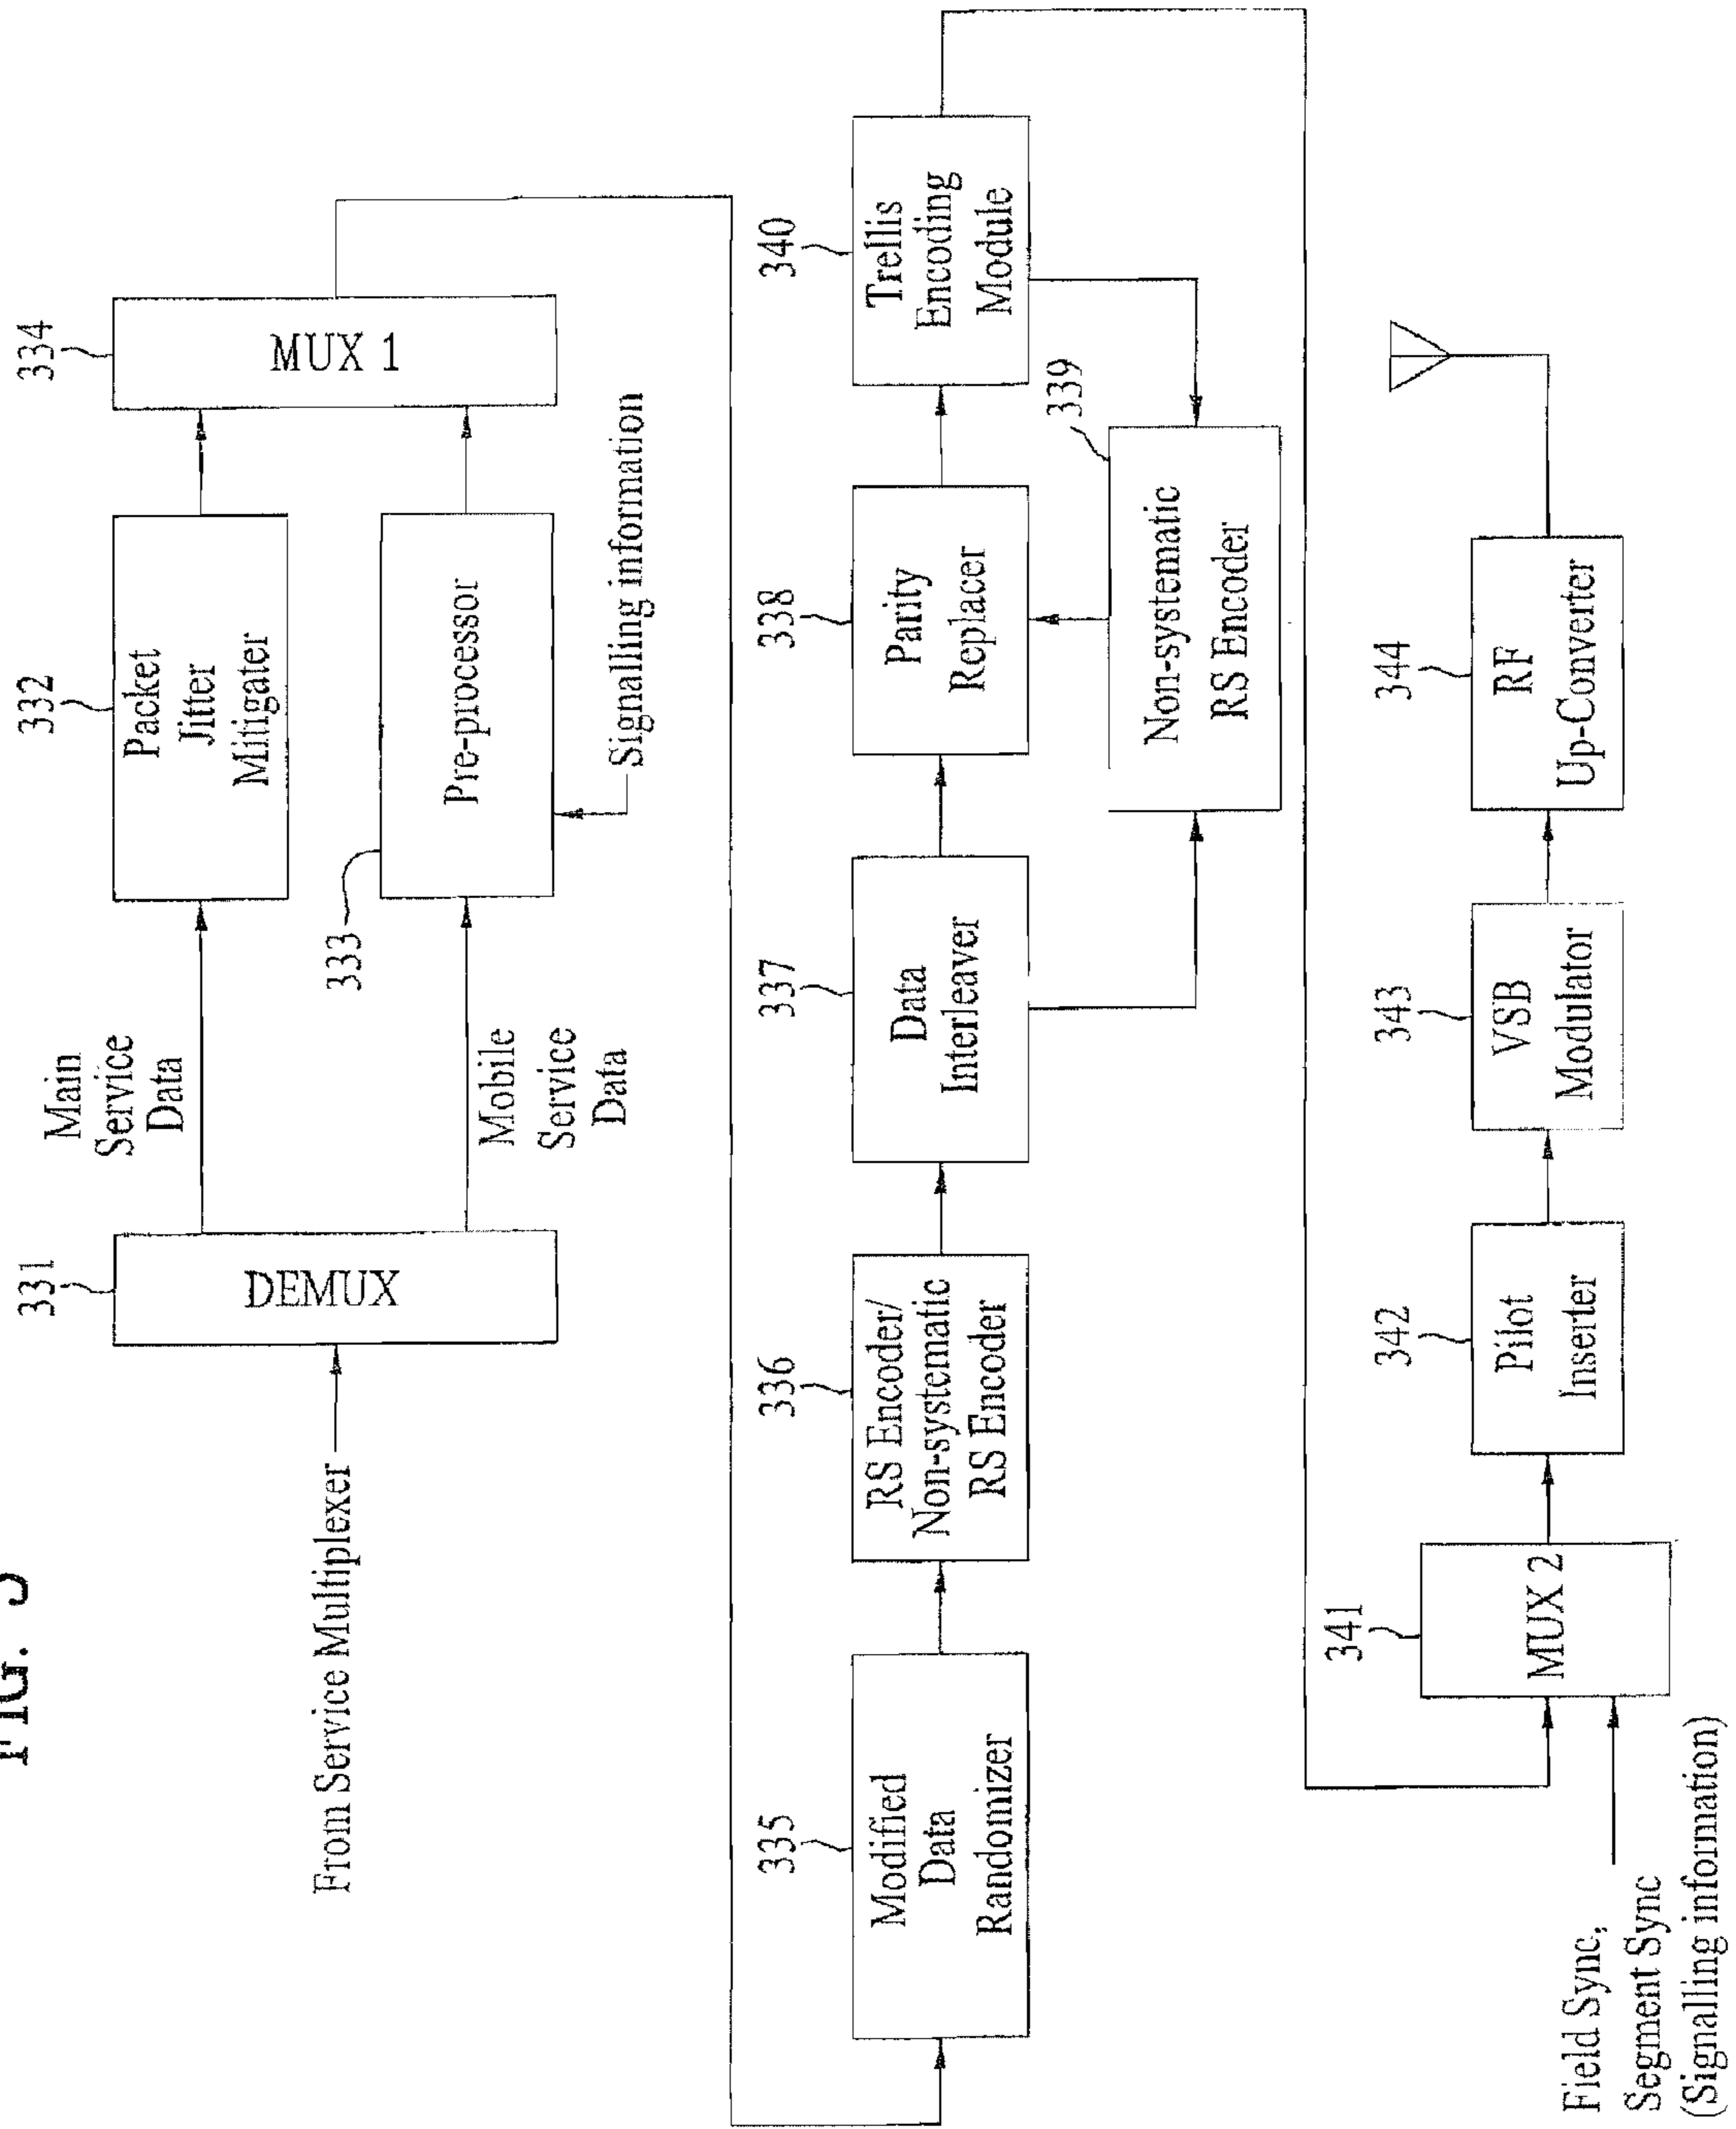 FIG. 5
From Service Multiplexer
331
DEMUX
Main
Service
Data
Mobile
Service
Data
332
Packet
Jitter
Mitigater
333
Pre-processor
Signalling information
334
MUX 1
335
Modified
Data
Randomizer
336
RS Encoder/
Non-systematic
RS Encoder
337
Data
Interleaver
338
Parity
Replacer
339
Non-systematic
RS Encoder
340
Trellis
Encoding
Module
Field Sync,
Segment Sync
(Signalling information)
341
MUX 2
342
Pilot
Inserter
343
VSB
Modulator
344
RF
Up-Converter